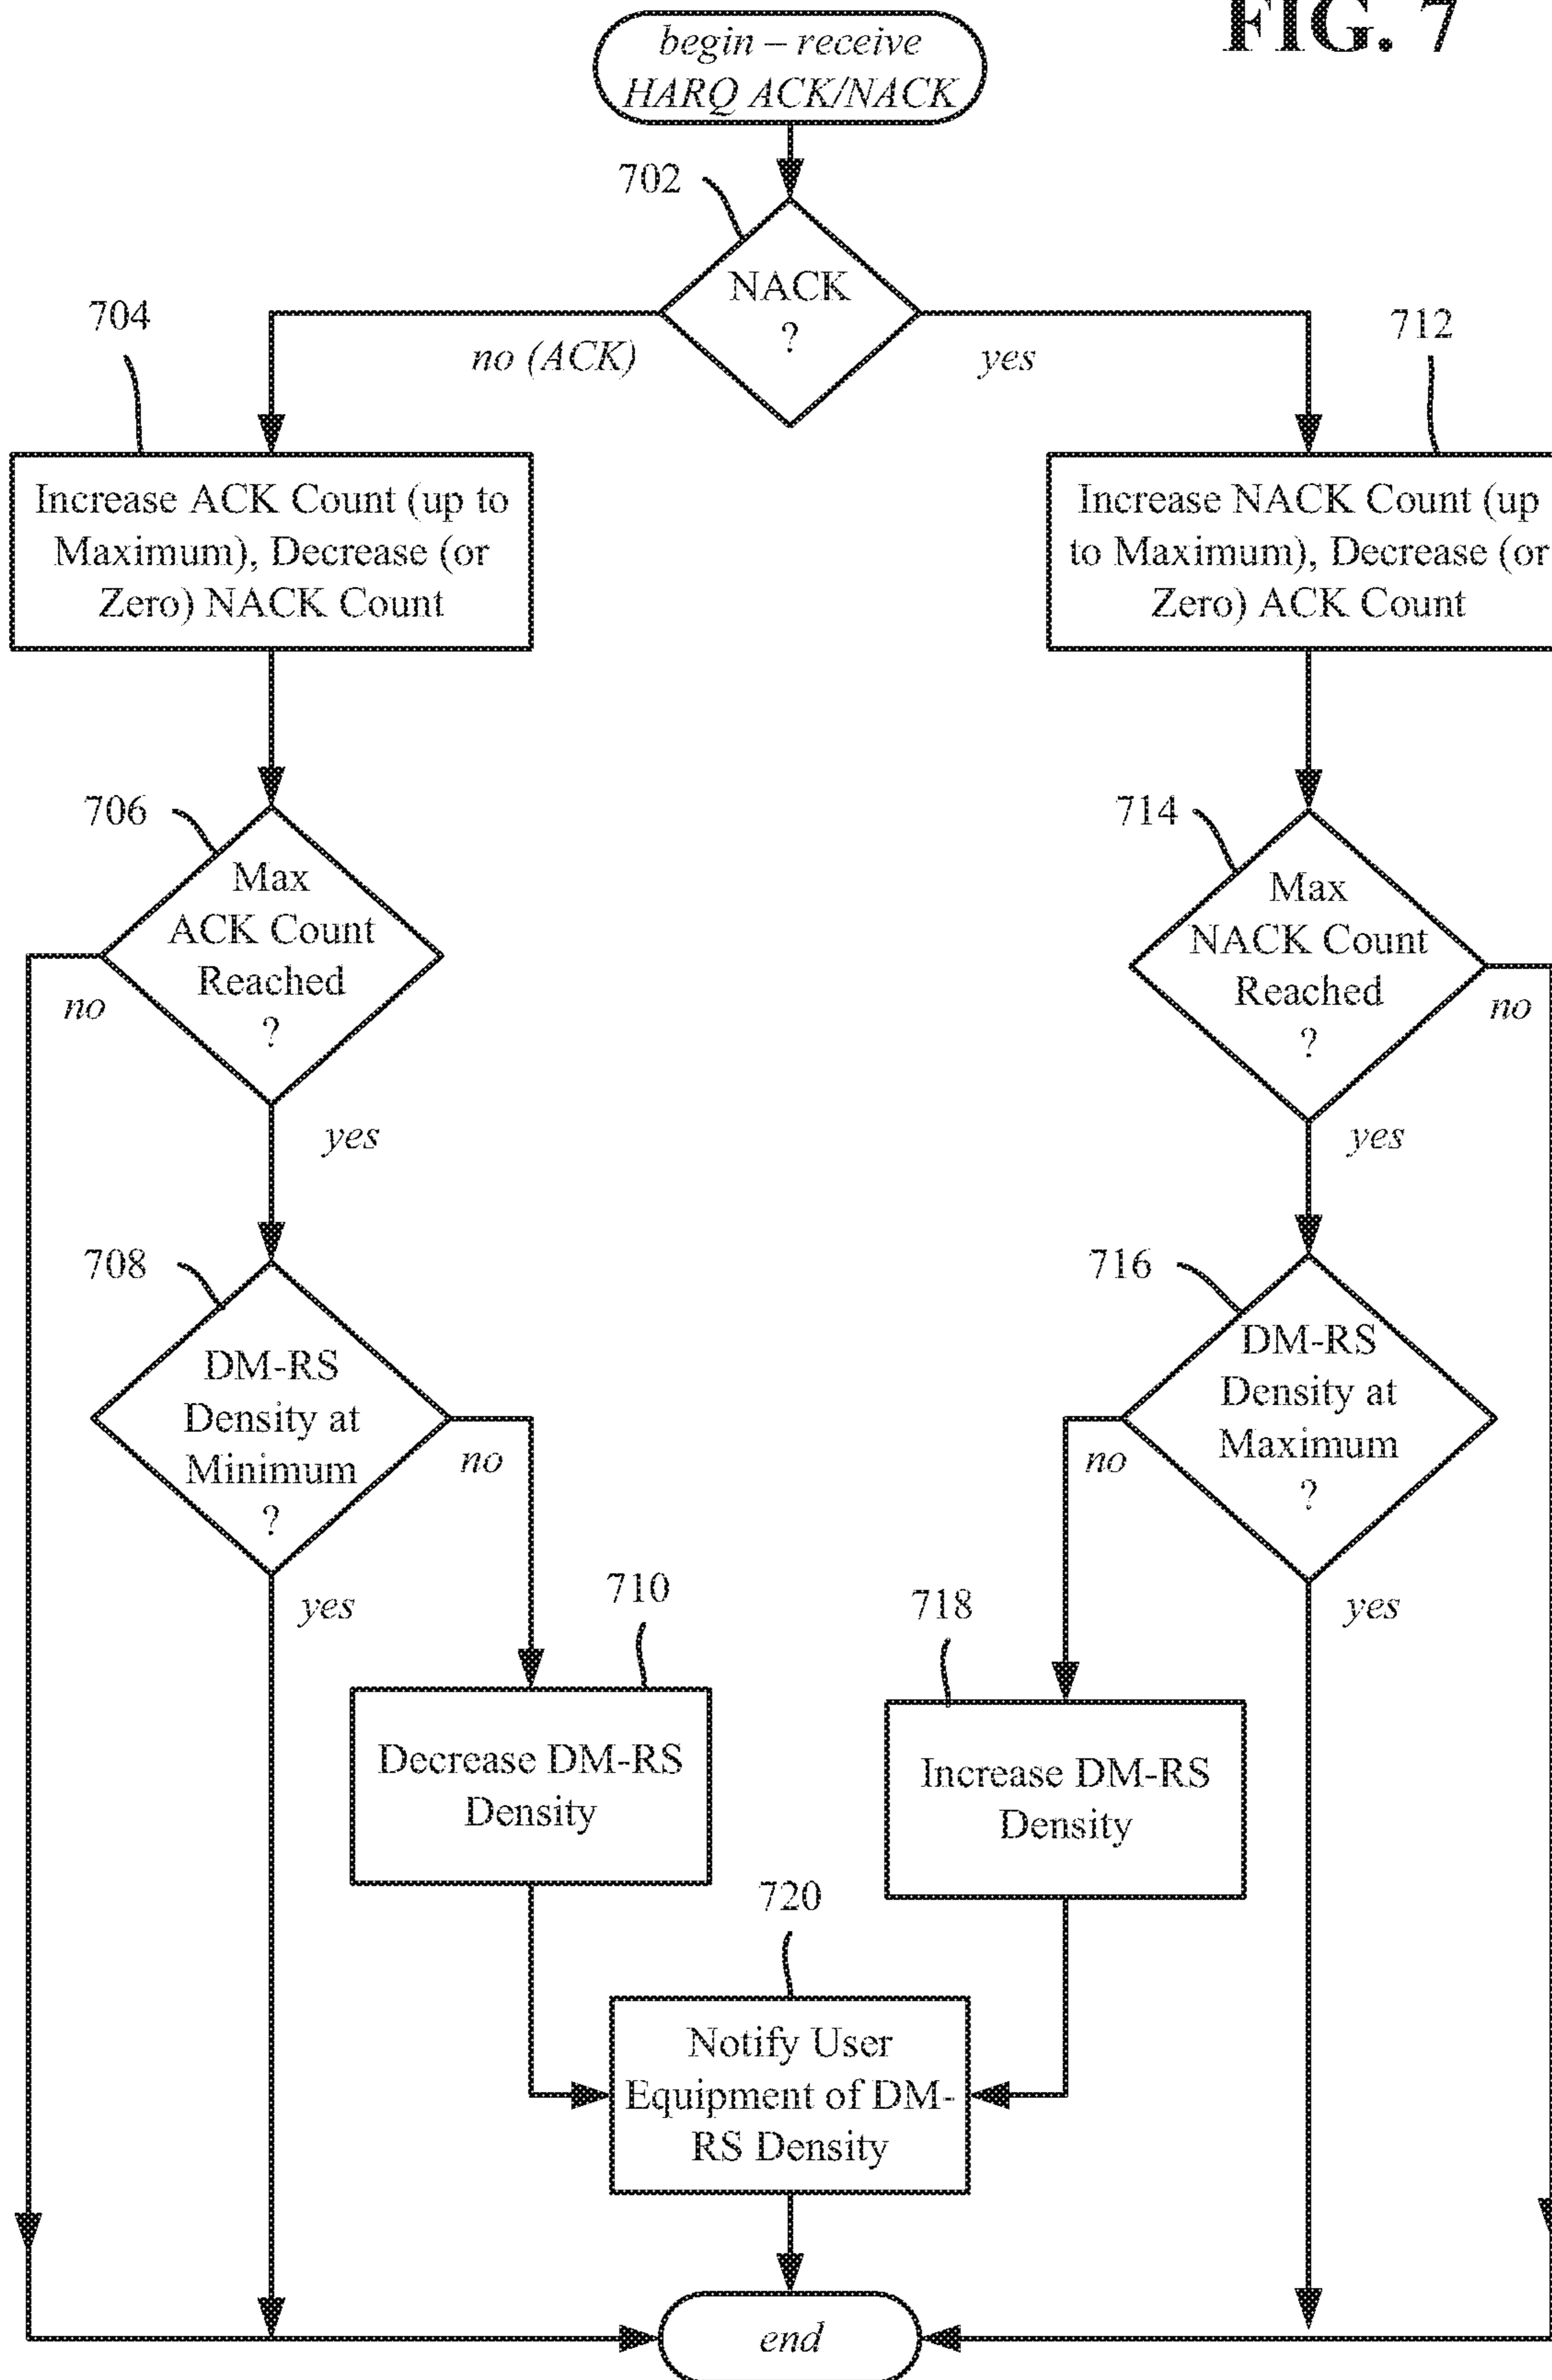 FIG. 7
begin – receive
HARQ ACK/NACK
702
NACK
?
no (ACK)
yes
704
712
Increase ACK Count (up to
Maximum), Decrease (or
Zero) NACK Count
Increase NACK Count (up
to Maximum), Decrease (or
Zero) ACK Count
706
Max
ACK Count
Reached
?
no
yes
714
Max
NACK Count
Reached
?
no
yes
708
DM-RS
Density at
Minimum
?
no
yes
716
DM-RS
Density at
Maximum
?
no
yes
710
Decrease DM-RS
Density
718
Increase DM-RS
Density
720
Notify User
Equipment of DM-
RS Density
end